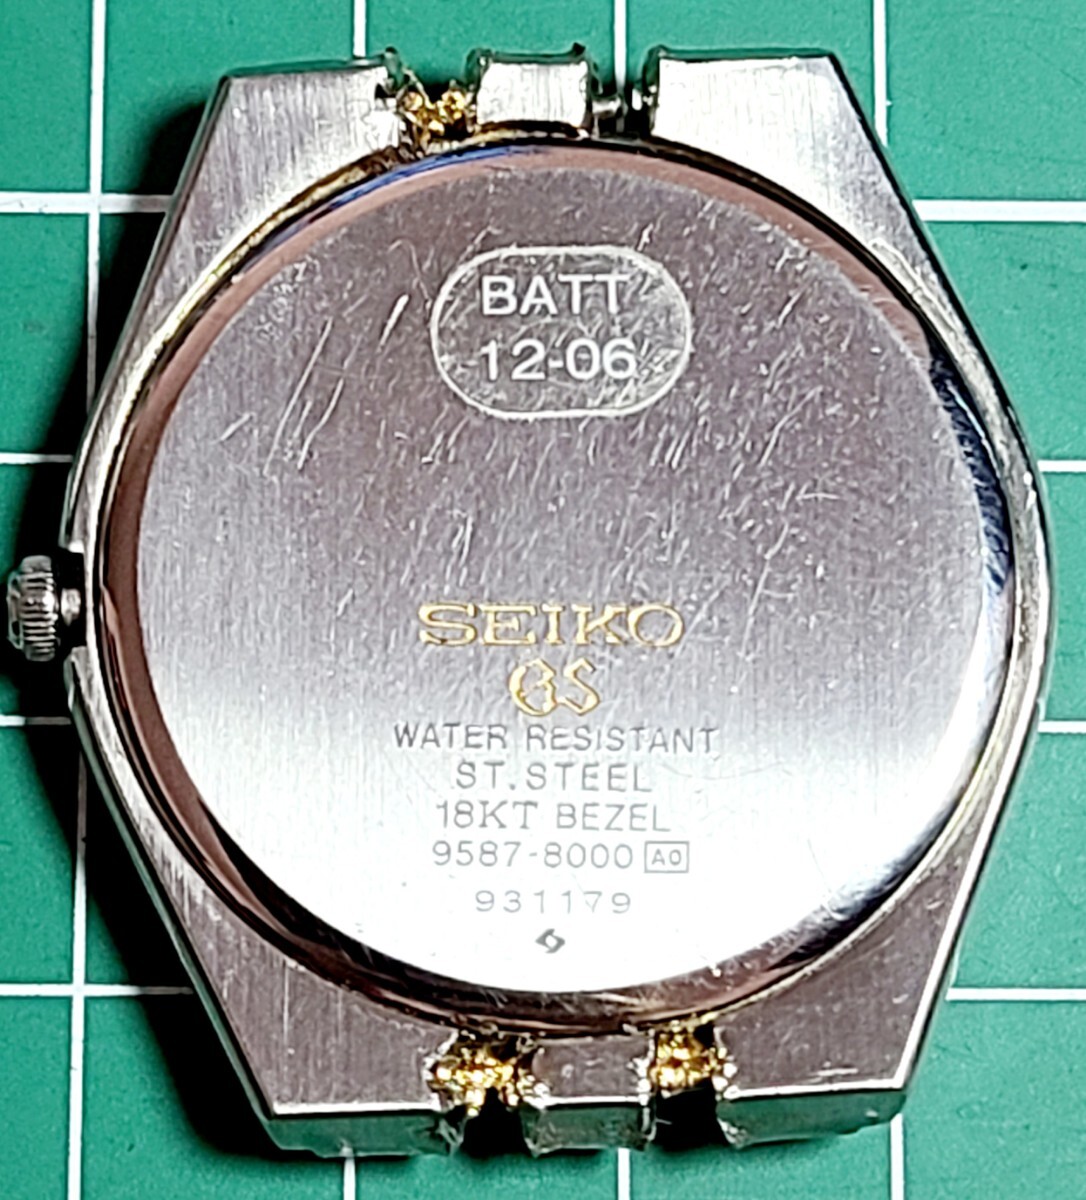 BATT
12-06
SEIKO
GS
WATER RESISTANT
ST.STEEL
18KT BEZEL
9587-8000 A0
931179